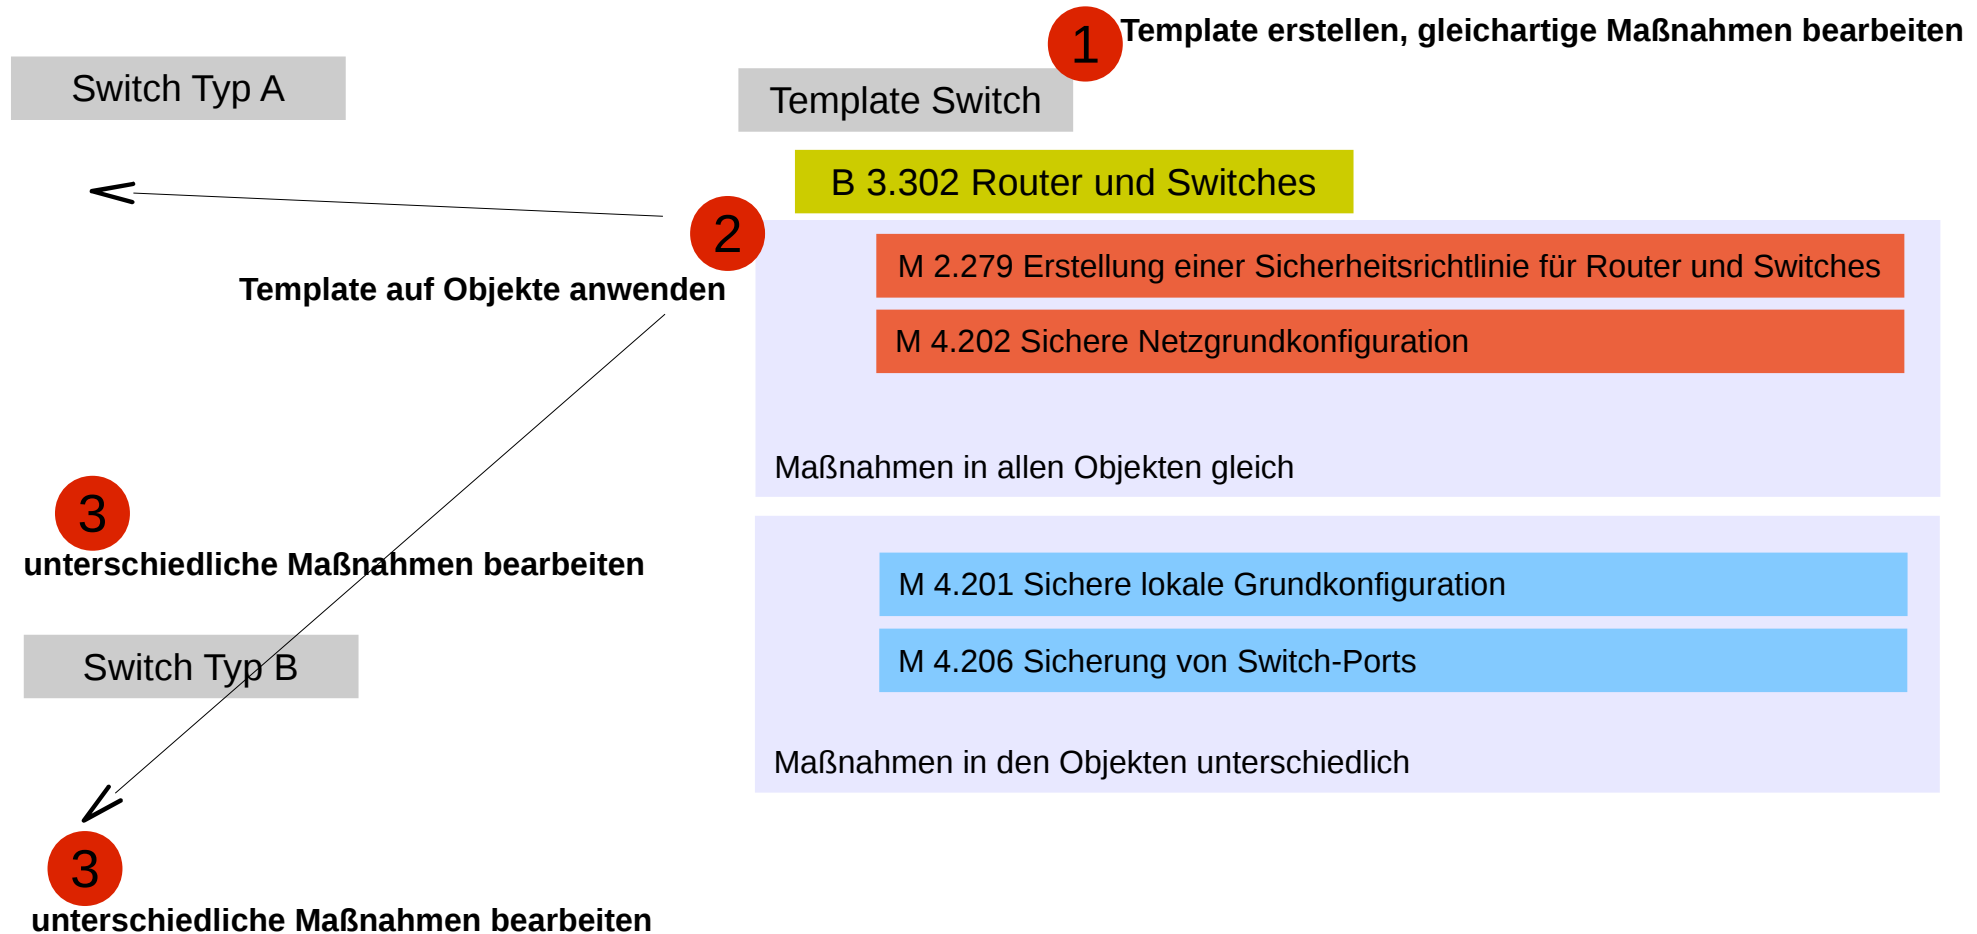 1
Template erstellen, gleichartige Maßnahmen bearbeiten
Switch Typ A
Template Switch
B 3.302 Router und Switches
2
M 2.279 Erstellung einer Sicherheitsrichtlinie für Router und Switches
Template auf Objekte anwenden
M 4.202 Sichere Netzgrundkonfiguration
Maßnahmen in allen Objekten gleich
3
unterschiedliche Maßnahmen bearbeiten
M 4.201 Sichere lokale Grundkonfiguration
Switch Typ B
M 4.206 Sicherung von Switch-Ports
Maßnahmen in den Objekten unterschiedlich
3
unterschiedliche Maßnahmen bearbeiten